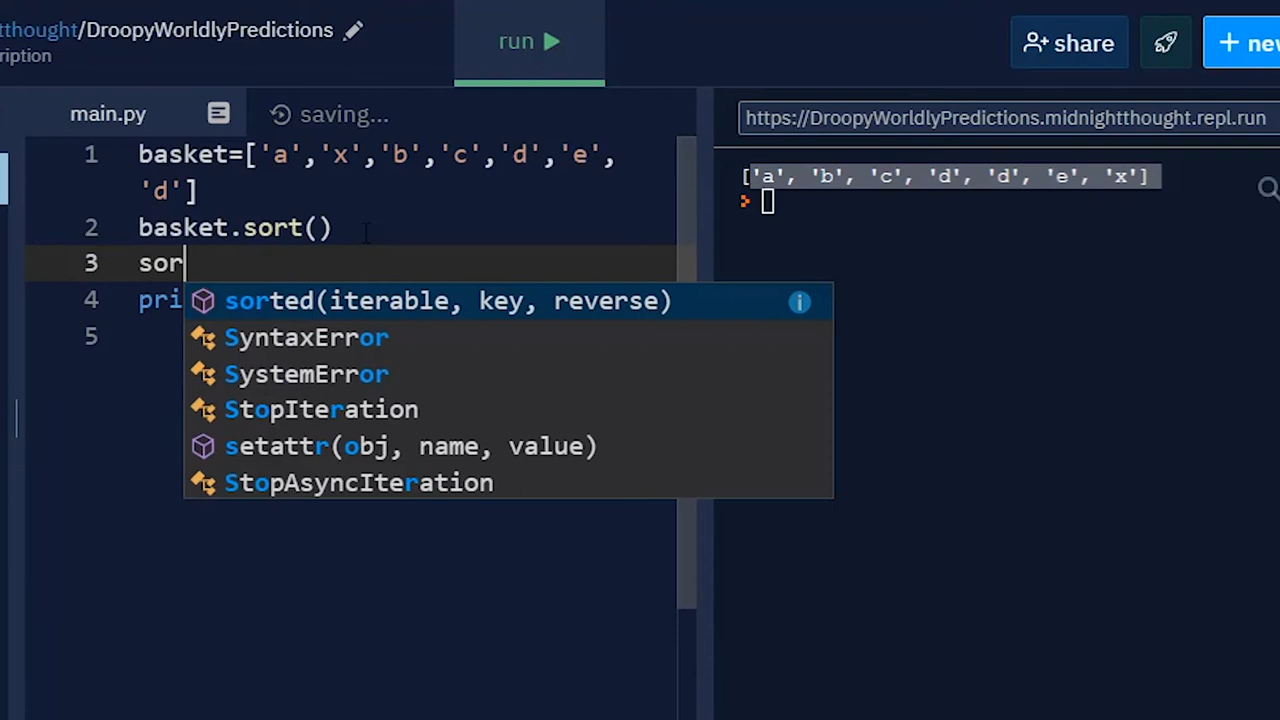 tthought/DroopyWorldlyPredictions
ription
run
share
+ new
main.py
saving...
https://DroopyWorldlyPredictions.midnightthought.repl.run
1 basket=['a','x','b','c','d','e',
'd']
2 basket.sort()
3 sor
4 pri
5
sorted(iterable, key, reverse)
SyntaxError
SystemError
StopIteration
setattr(obj, name, value)
StopAsyncIteration
['a', 'b', 'c', 'd', 'd', 'e', 'x']
>